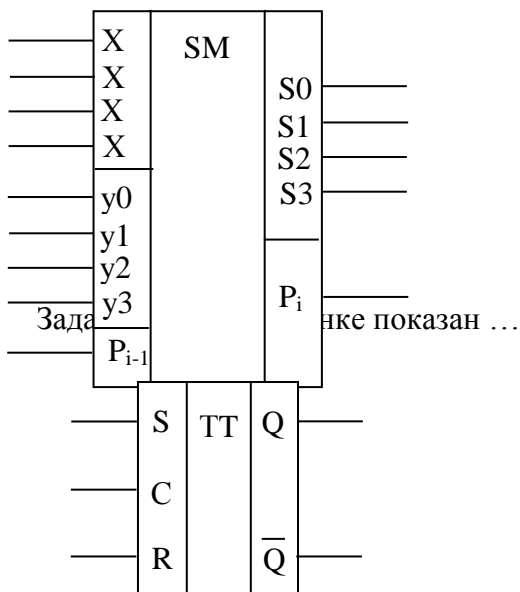 X SM
X S0
X S1
X S2
y0 S3
y1
y2
y3 Pi
Зада нке показан …
Pi-1
S TT Q
C
R Q̅